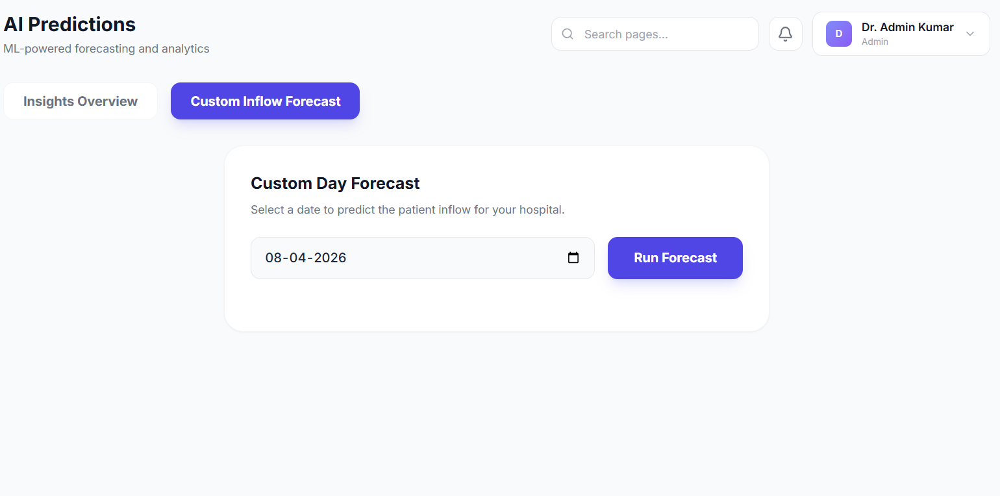 AI Predictions
ML-powered forecasting and analytics
Search pages...
D
Dr. Admin Kumar
Admin
Insights Overview
Custom Inflow Forecast
Custom Day Forecast
Select a date to predict the patient inflow for your hospital.
08-04-2026
Run Forecast